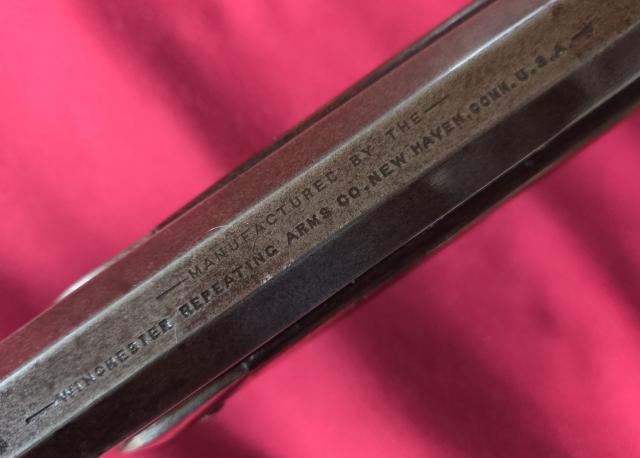 —MANUFACTURED BY THE—
—WINCHESTER REPEATING ARMS CO. NEW HAVEN, CONN. U.S.A.—